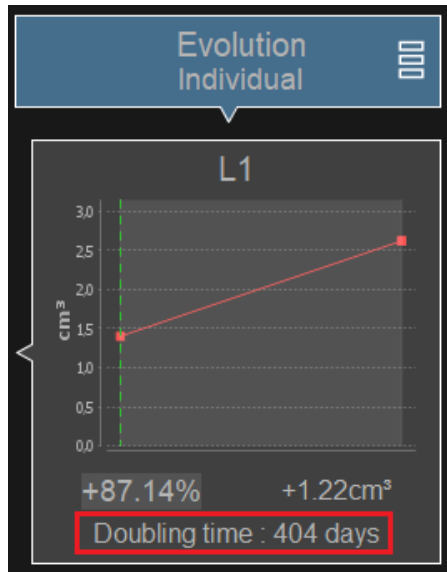 Evolution
Individual
L1
3,0
2,5
2,0
1,5
1,0
0,5
0,0
cm³
+87.14% +1.22cm³
Doubling time : 404 days